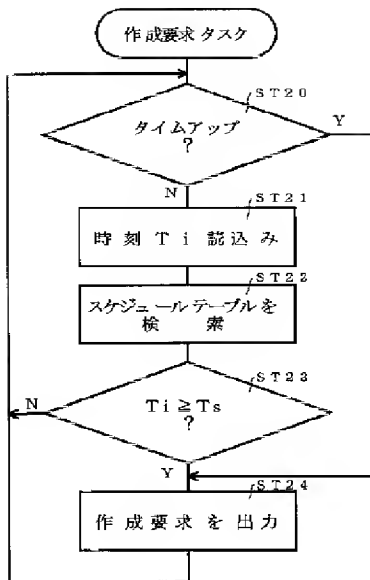 作成要求タスク
ST20
タイムアップ
?
Y
N
ST21
時刻Ti読込み
ST22
スケジュールテーブルを
検索
ST23
N
Ti≧Ts
?
Y
ST24
作成要求を出力